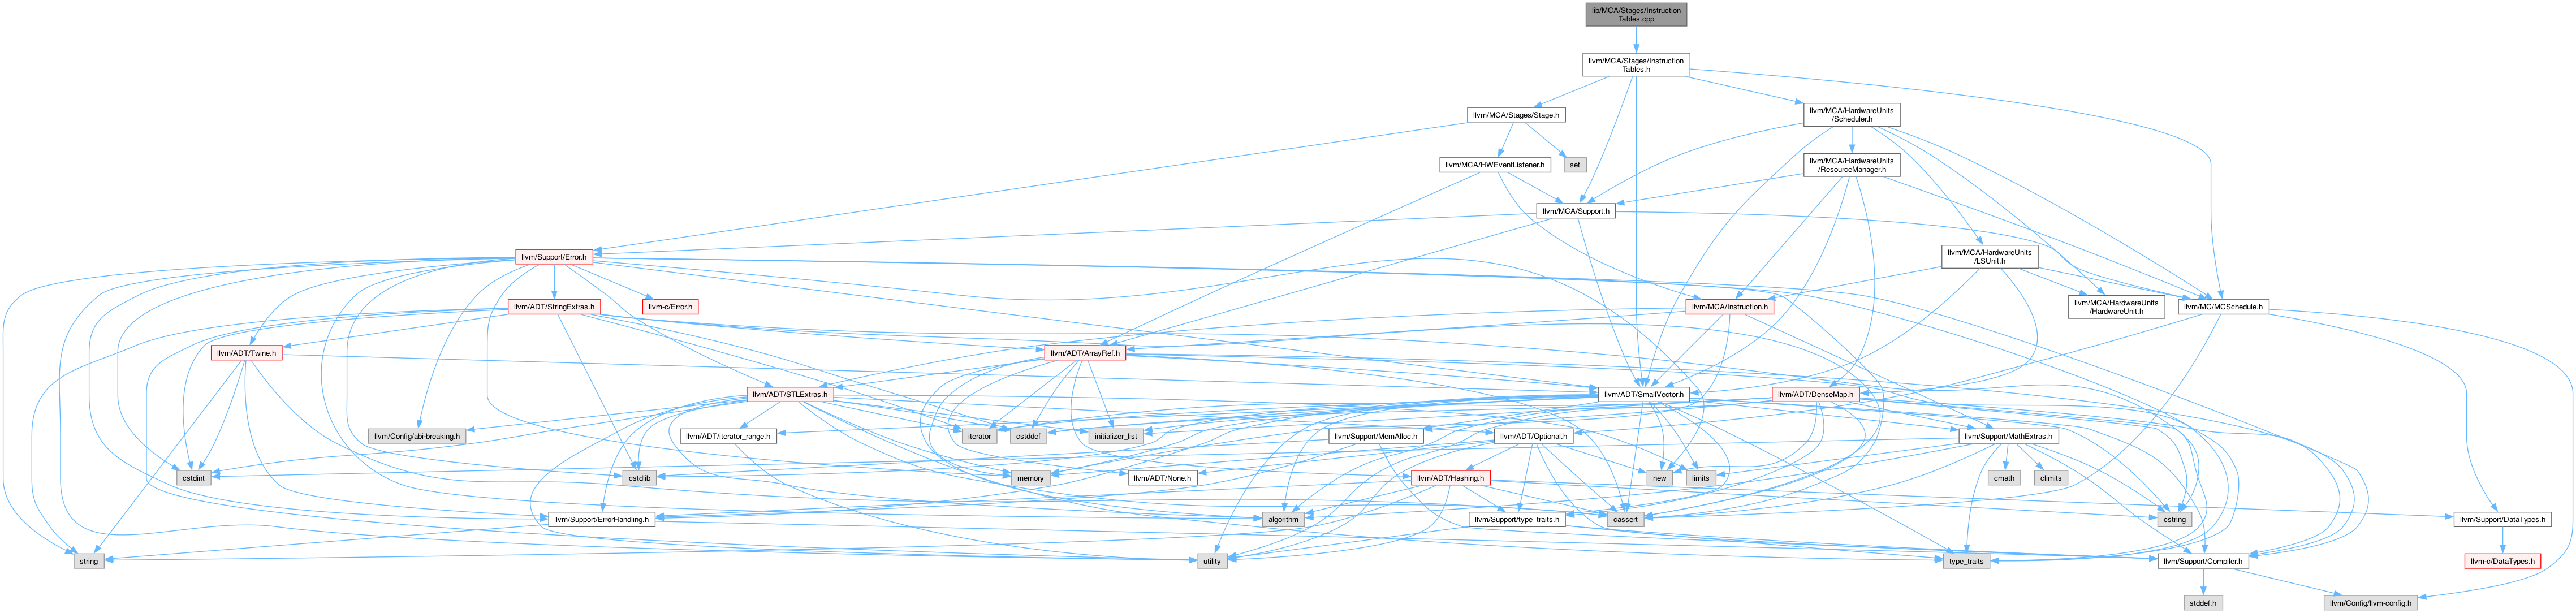 lib/MCA/Stages/Instruction
Tables.cpp
llvm/MCA/Stages/Instruction
Tables.h
llvm/MCA/Stages/Stage.h
llvm/MCA/HardwareUnits
/Scheduler.h
llvm/MCA/HWEventListener.h
set
llvm/MCA/HardwareUnits
/ResourceManager.h
llvm/MCA/Support.h
llvm/Support/Error.h
llvm/MCA/HardwareUnits
/LSUnit.h
llvm/ADT/StringExtras.h
llvm-c/Error.h
llvm/MCA/Instruction.h
llvm/MCA/HardwareUnits
/HardwareUnit.h
llvm/MC/MCSchedule.h
llvm/ADT/Twine.h
llvm/ADT/ArrayRef.h
llvm/ADT/STLExtras.h
llvm/ADT/SmallVector.h
llvm/ADT/DenseMap.h
llvm/Config/abi-breaking.h
llvm/ADT/iterator_range.h
iterator
cstddef
initializer_list
llvm/Support/MemAlloc.h
llvm/ADT/Optional.h
llvm/Support/MathExtras.h
cstdint
cstdlib
memory
llvm/ADT/None.h
llvm/ADT/Hashing.h
new
limits
cmath
climits
llvm/Support/ErrorHandling.h
algorithm
llvm/Support/type_traits.h
cassert
cstring
llvm/Support/DataTypes.h
string
utility
type_traits
llvm/Support/Compiler.h
llvm-c/DataTypes.h
stddef.h
llvm/Config/llvm-config.h